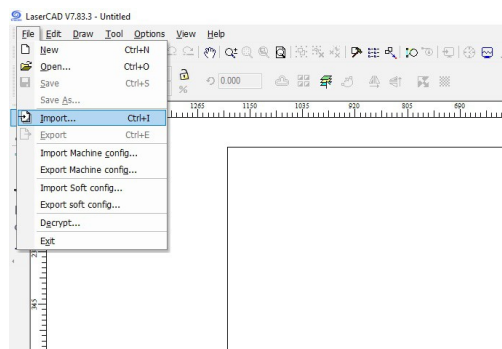 LaserCAD V7.83.3 - Untitled
File Edit Draw Tool Options View Help
New Ctrl+N
Open... Ctrl+O
Save Ctrl+S
Save As...
Import... Ctrl+I
Export Ctrl+E
Import Machine config...
Export Machine config...
Import Soft config...
Export soft config...
Decrypt...
Exit
%
0.000
1265 1150 1035 920 805 690
345